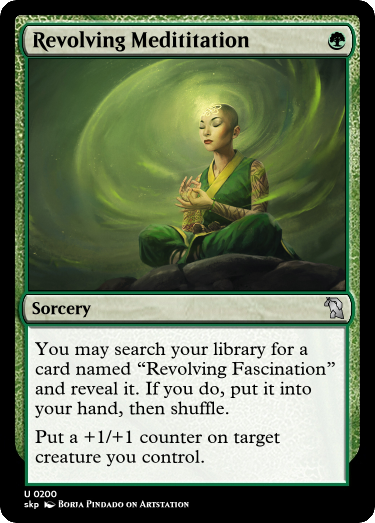 Revolving Medititation
Sorcery
You may search your library for a
card named “Revolving Fascination”
and reveal it. If you do, put it into
your hand, then shuffle.
Put a +1/+1 counter on target
creature you control.
U 0200
skp Borja Pindado on Artstation